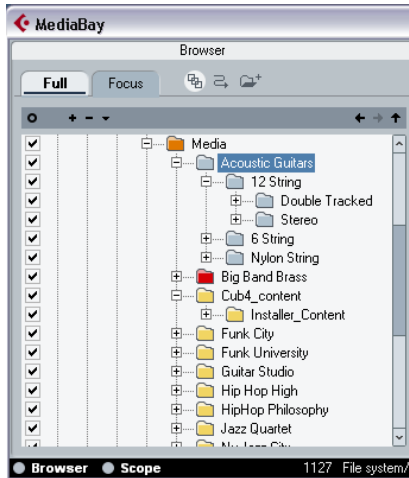 MediaBay
Browser
Full Focus
Media
Acoustic Guitars
12 String
Double Tracked
Stereo
6 String
Nylon String
Big Band Brass
Cub4_content
Installer_Content
Funk City
Funk University
Guitar Studio
Hip Hop High
HipHop Philosophy
Jazz Quartet
Browser Scope 1127 File system/